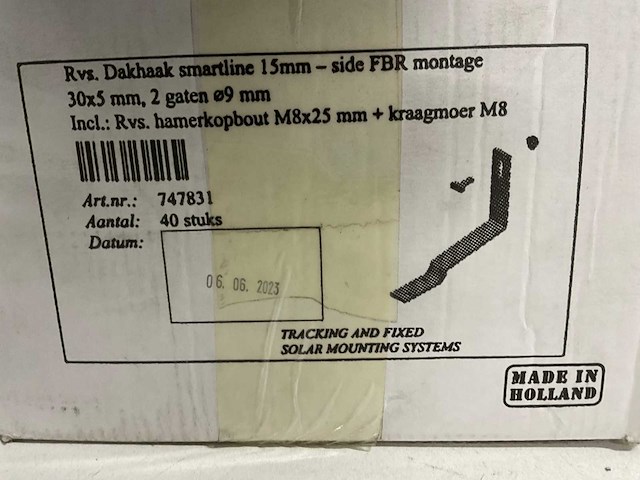 Rvs. Dakhaak smartline 15mm – side FBR montage
30x5 mm, 2 gaten ø9 mm
Incl.: Rvs. hamerkopbout M8x25 mm + kraagmoer M8
Art.nr.: 747831
Aantal: 40 stuks
Datum:
06. 06. 2023
TRACKING AND FIXED
SOLAR MOUNTING SYSTEMS
MADE IN
HOLLAND